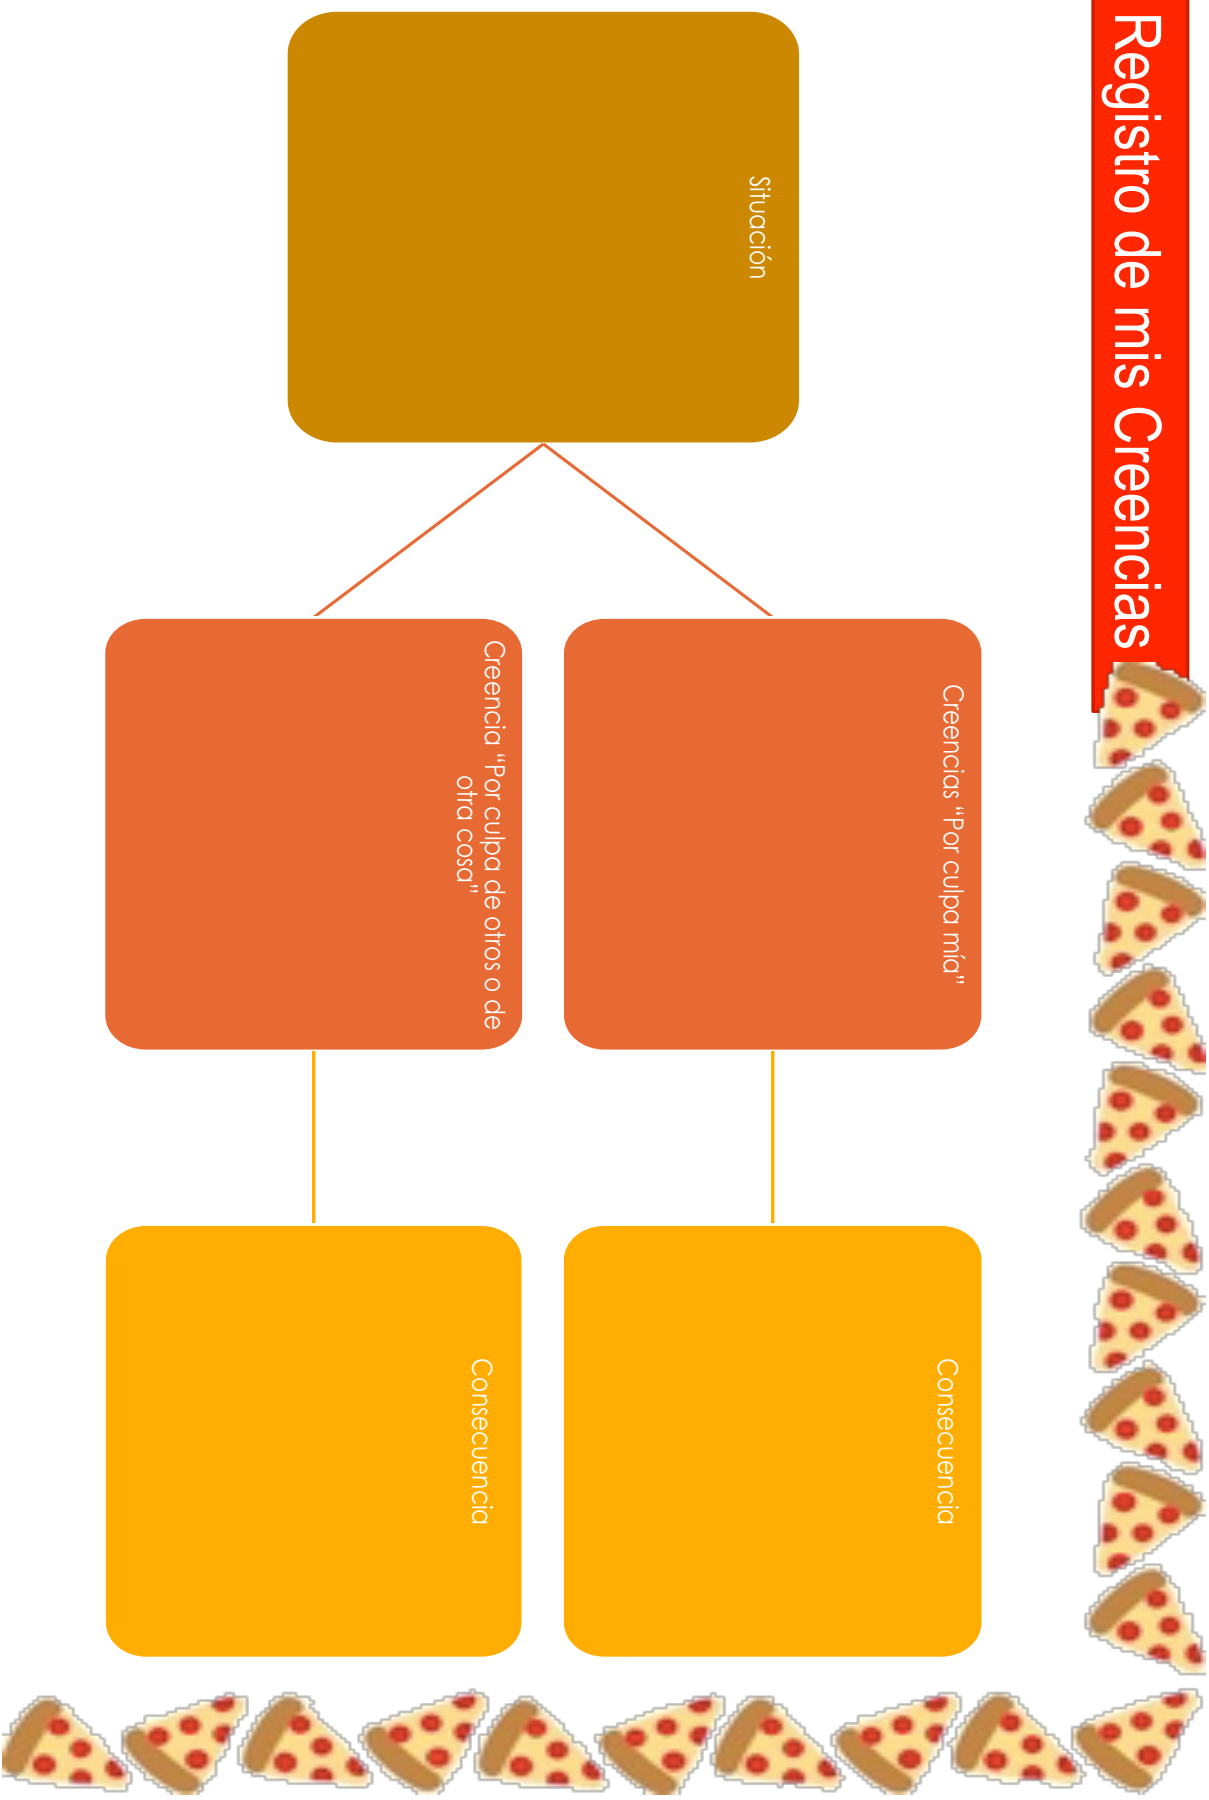 Registro de mis Creencias
Situación
Creencias “Por culpa mía”
Consecuencia
Creencia “Por culpa de otros o de
otra cosa”
Consecuencia